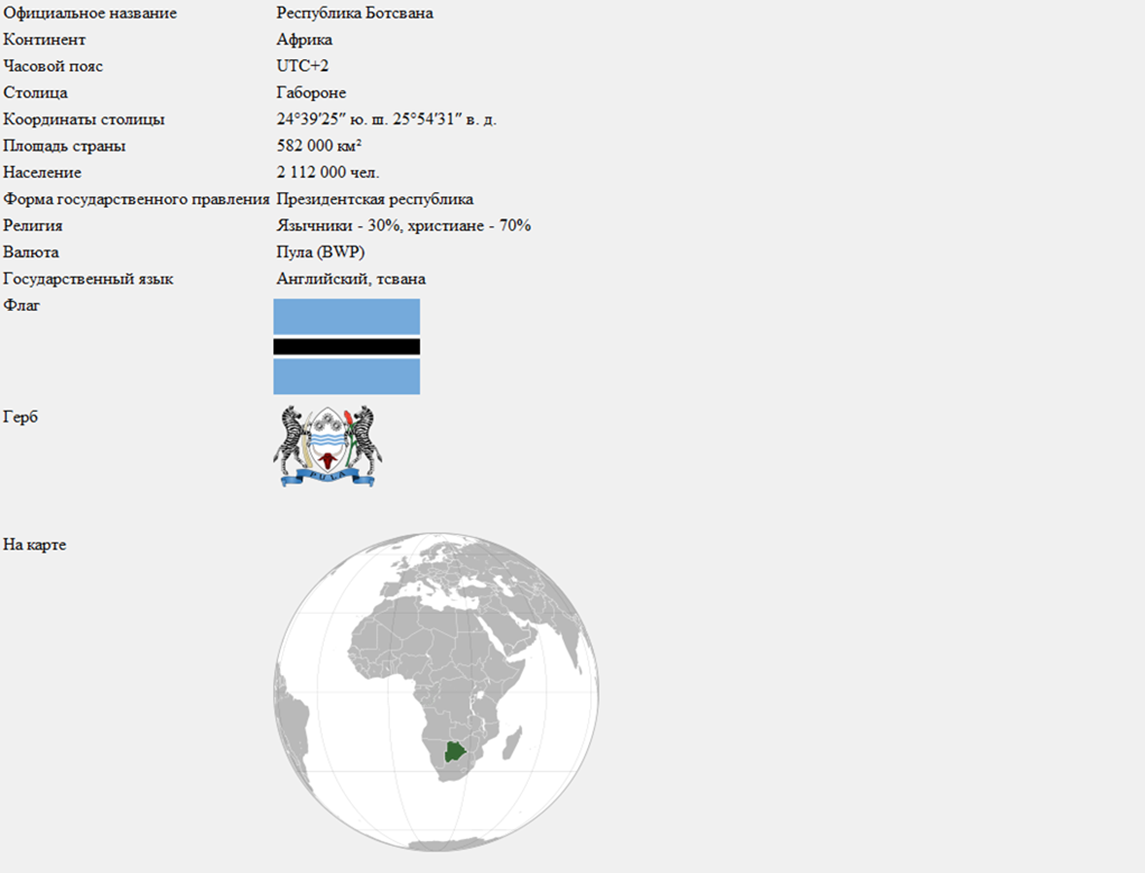 Официальное название Республика Ботсвана
Континент Африка
Часовой пояс UTC+2
Столица Габороне
Координаты столицы 24°39′25″ ю. ш. 25°54′31″ в. д.
Площадь страны 582 000 км²
Население 2 112 000 чел.
Форма государственного правления Президентская республика
Религия Язычники - 30%, христиане - 70%
Валюта Пула (BWP)
Государственный язык Английский, тсвана
Флаг
Герб
PULA
На карте